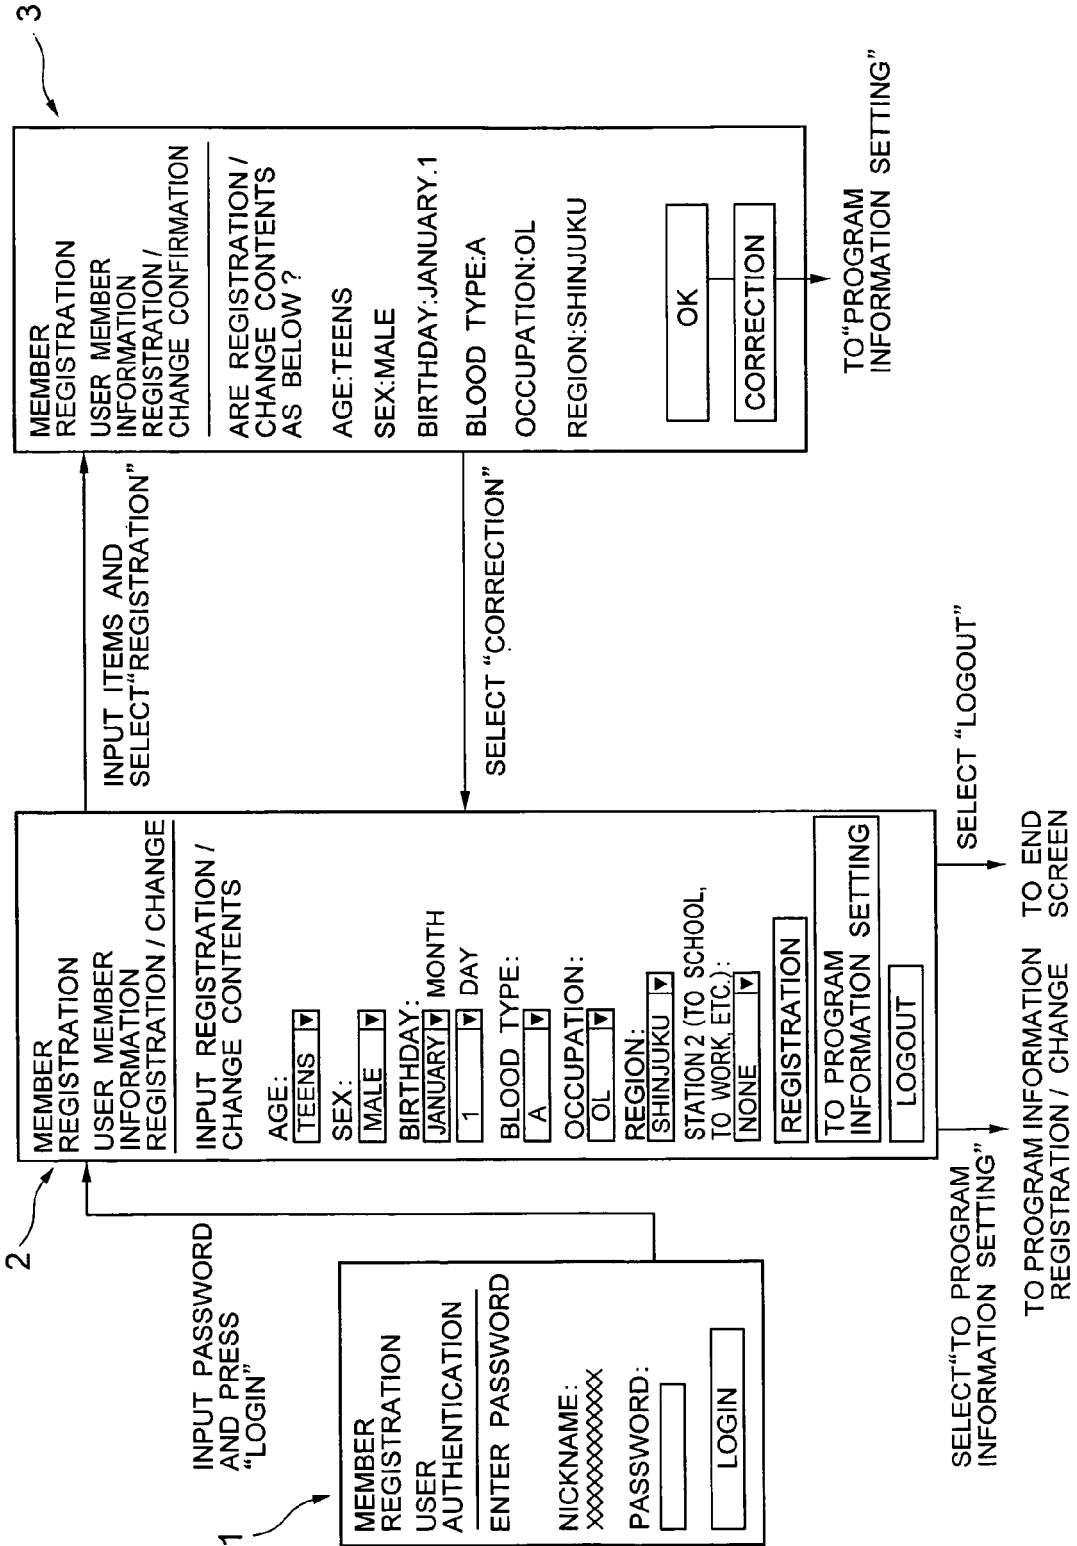 1
MEMBER
REGISTRATION
USER
AUTHENTICATION
ENTER PASSWORD
NICKNAME:
XXXXXXXXXXXX
PASSWORD:
LOGIN
INPUT PASSWORD
AND PRESS
“LOGIN”
2
MEMBER
REGISTRATION
USER MEMBER
INFORMATION
REGISTRATION / CHANGE
INPUT REGISTRATION /
CHANGE CONTENTS
AGE:
TEENS
SEX:
MALE
BIRTHDAY:
JANUARY MONTH
1 DAY
BLOOD TYPE:
A
OCCUPATION:
OL
REGION:
SHINJUKU
STATION 2 (TO SCHOOL,
TO WORK, ETC.):
NONE
REGISTRATION
TO PROGRAM
INFORMATION SETTING
LOGOUT
SELECT“TO PROGRAM
INFORMATION SETTING”
TO PROGRAM INFORMATION
REGISTRATION / CHANGE
SELECT “LOGOUT”
TO END
SCREEN
INPUT ITEMS AND
SELECT“REGISTRATION”
SELECT “CORRECTION”
3
MEMBER
REGISTRATION
USER MEMBER
INFORMATION
REGISTRATION /
CHANGE CONFIRMATION
ARE REGISTRATION /
CHANGE CONTENTS
AS BELOW ?
AGE:TEENS
SEX:MALE
BIRTHDAY:JANUARY.1
BLOOD TYPE:A
OCCUPATION:OL
REGION:SHINJUKU
OK
CORRECTION
TO“PROGRAM
INFORMATION SETTING”